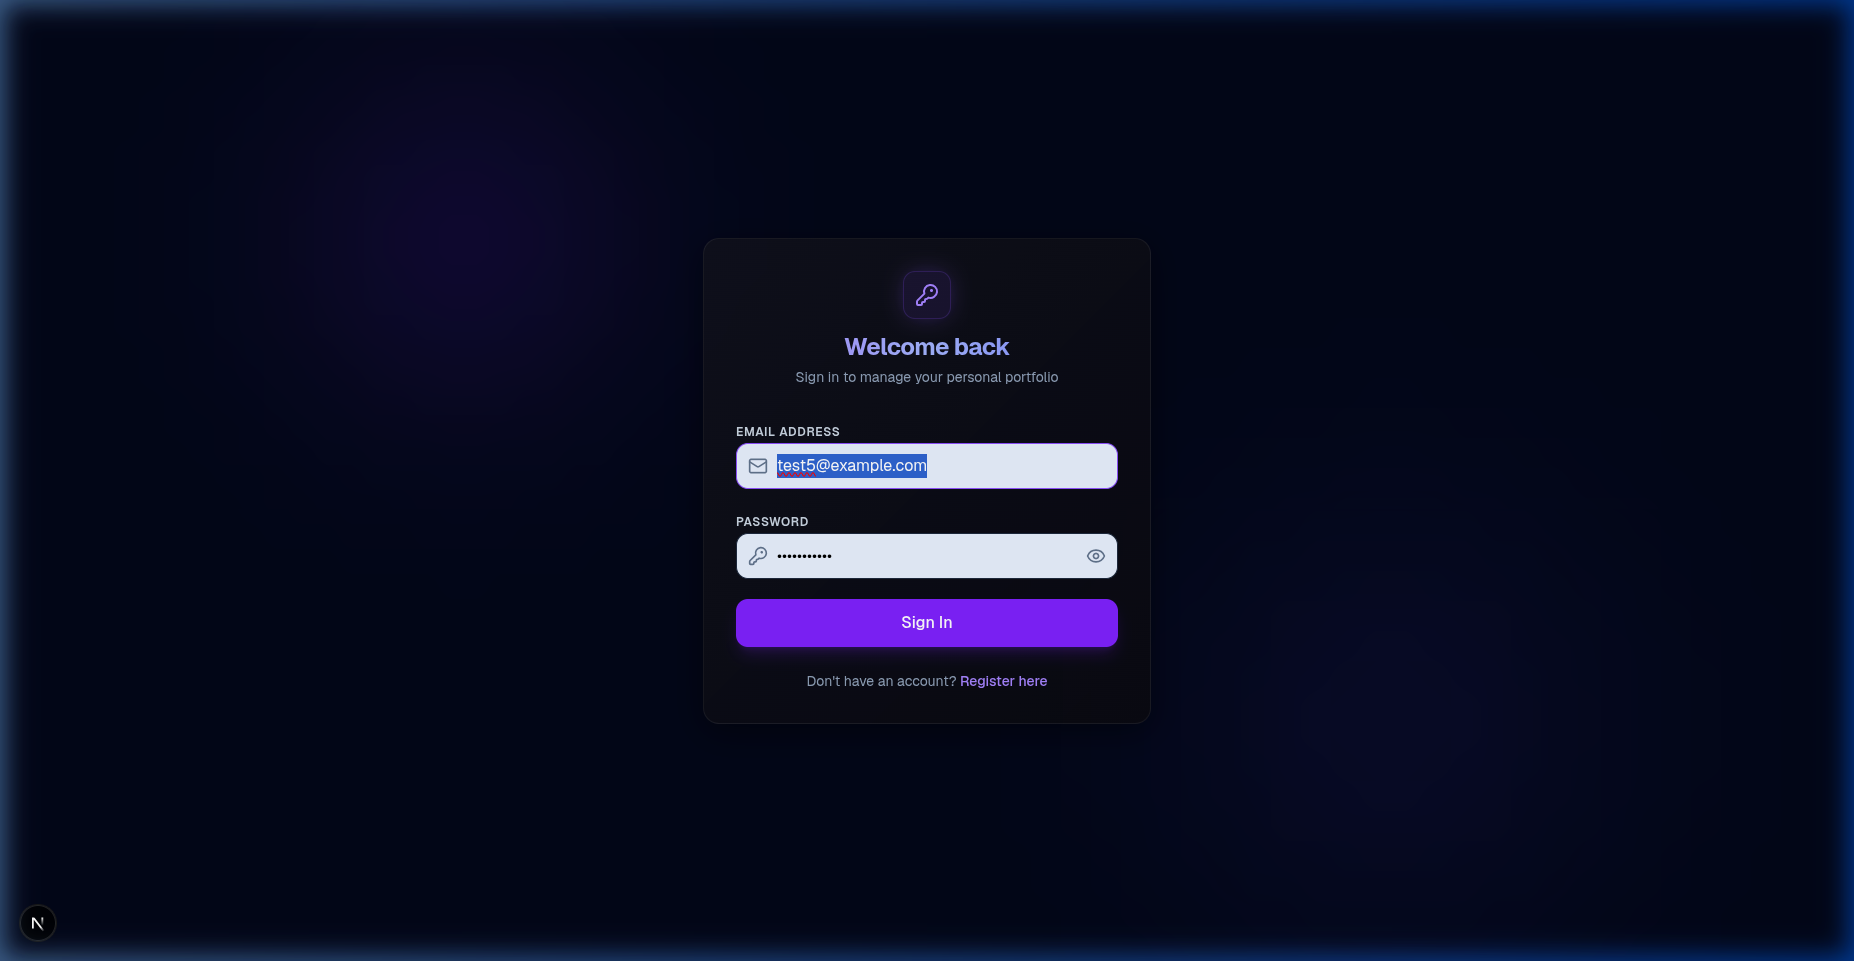 Welcome back
Sign in to manage your personal portfolio
EMAIL ADDRESS
test5@example.com
PASSWORD
•••••••••••
Sign In
Don't have an account? Register here
N